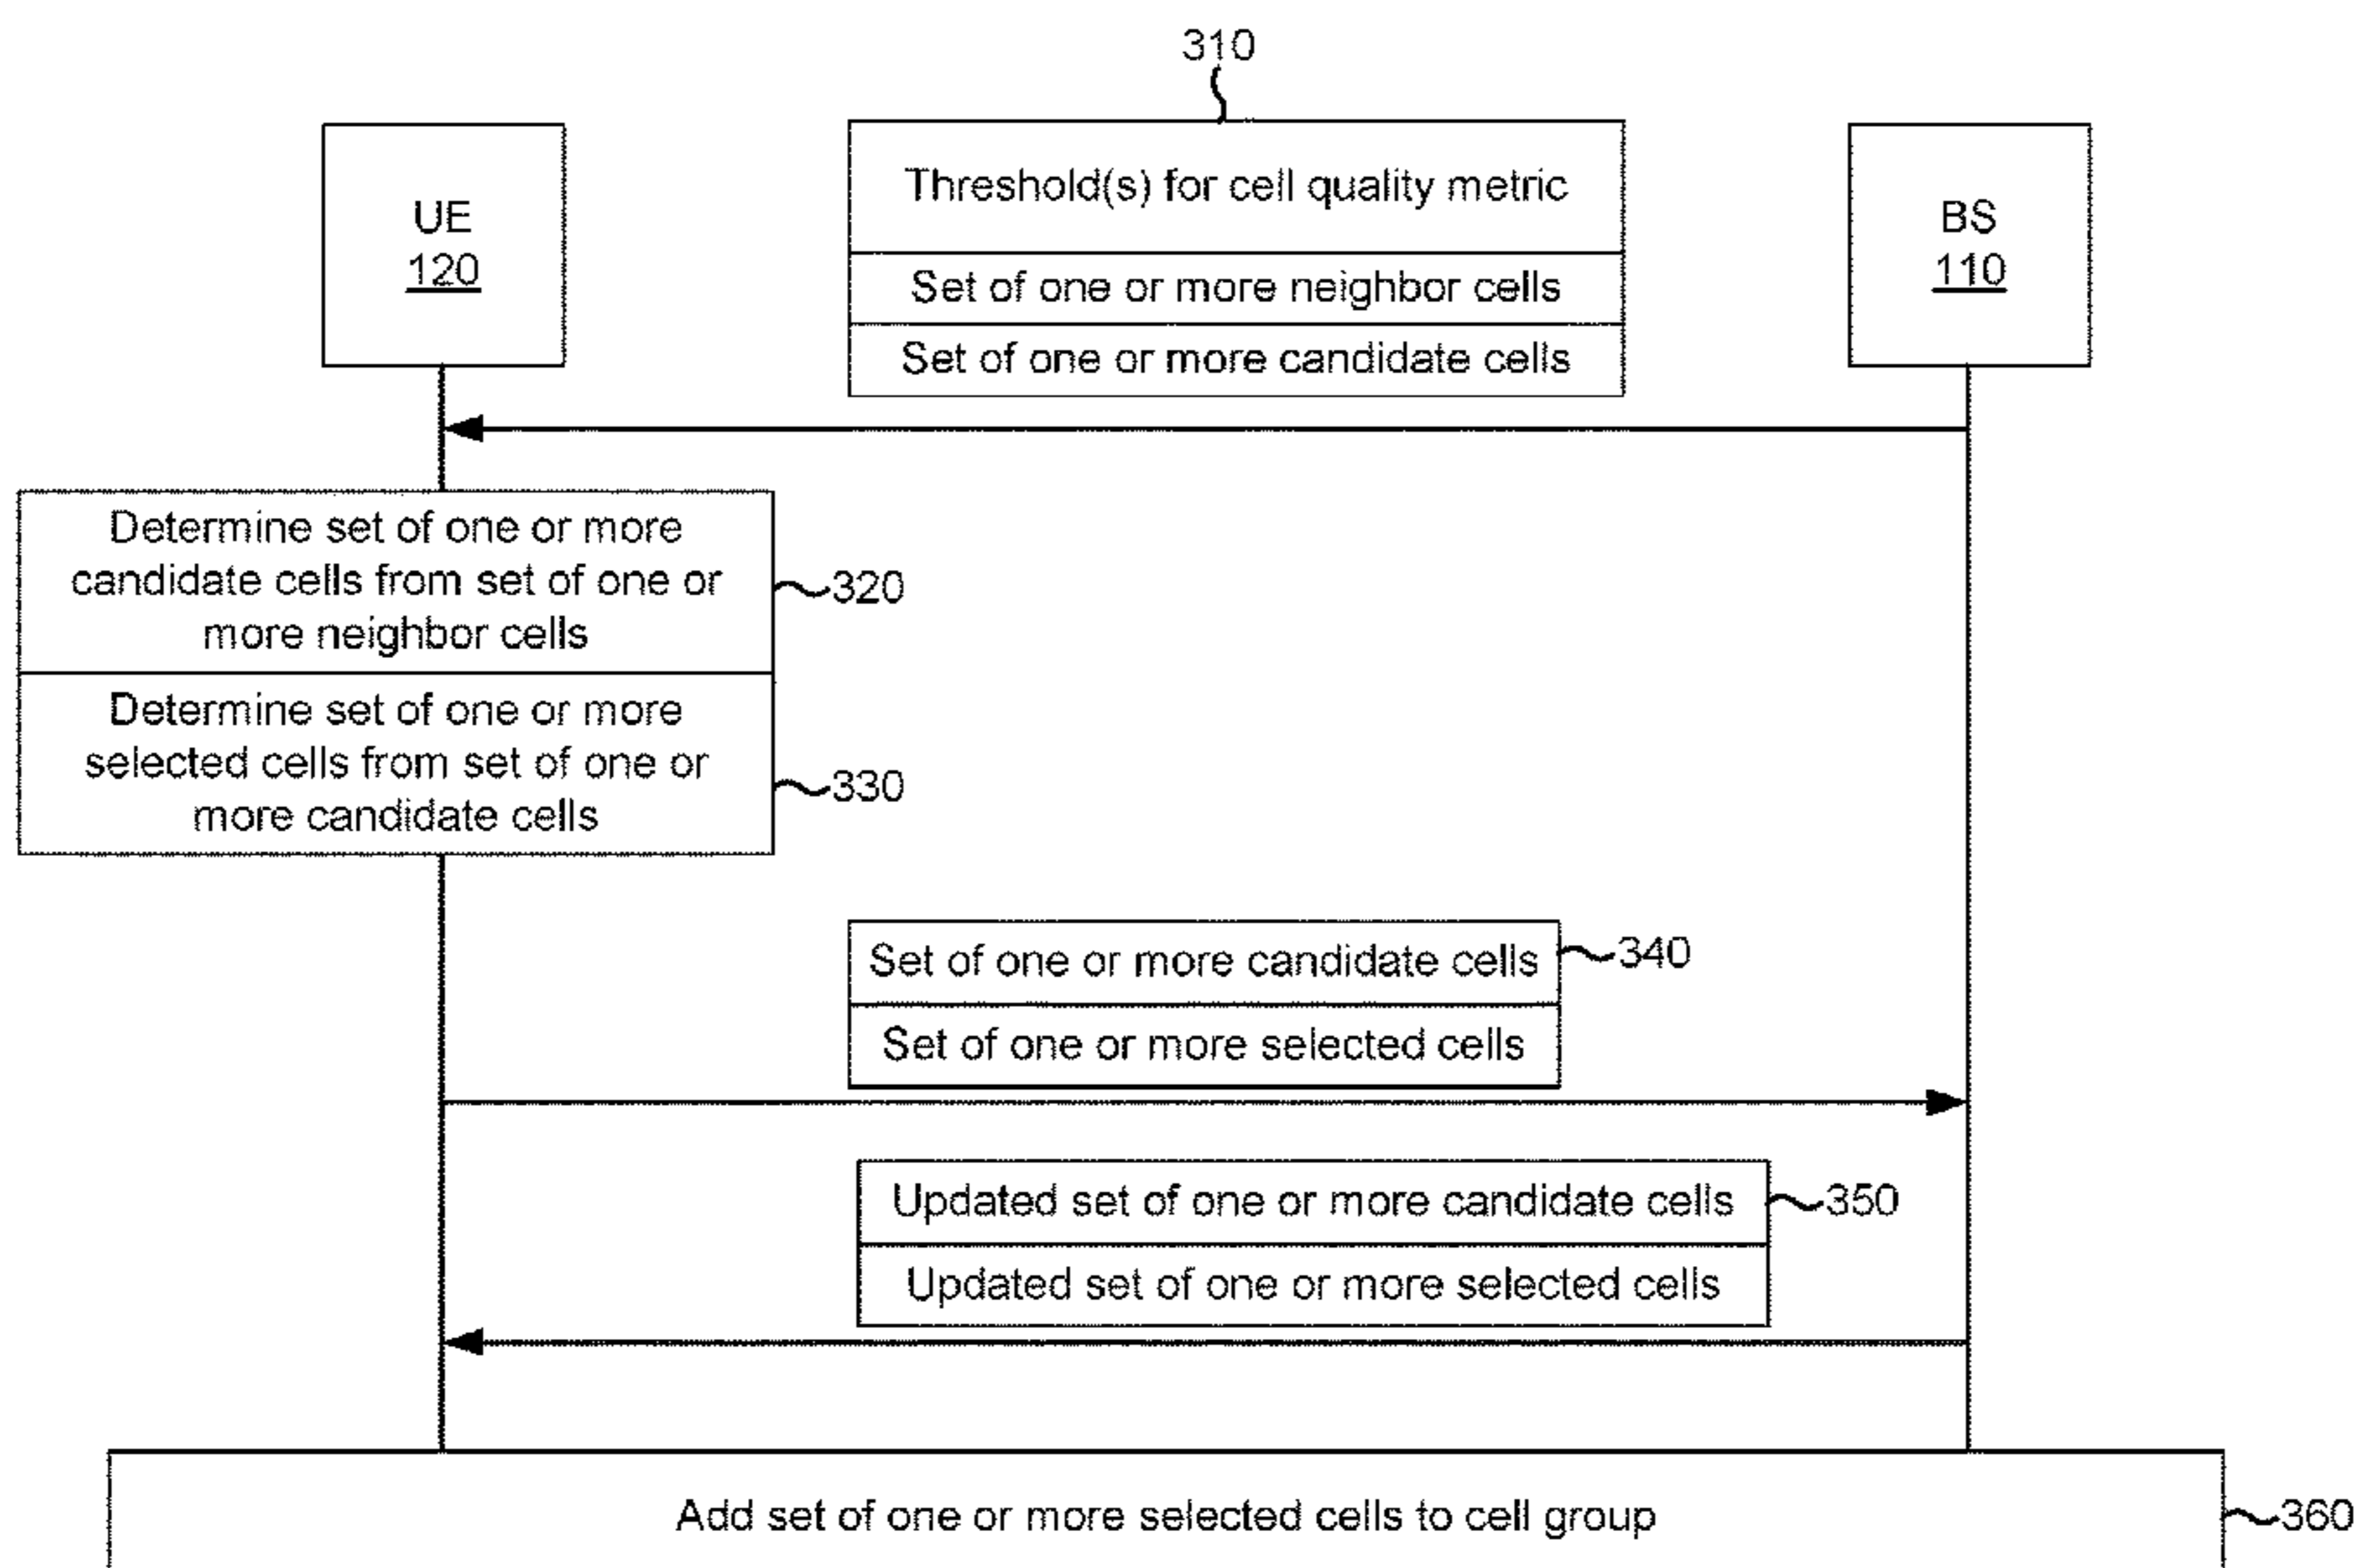 310
UE
120
Threshold(s) for cell quality metric
Set of one or more neighbor cells
Set of one or more candidate cells
BS
110
Determine set of one or more
candidate cells from set of one or
more neighbor cells
320
Determine set of one or more
selected cells from set of one or
more candidate cells
330
Set of one or more candidate cells
340
Set of one or more selected cells
Updated set of one or more candidate cells
350
Updated set of one or more selected cells
Add set of one or more selected cells to cell group
360